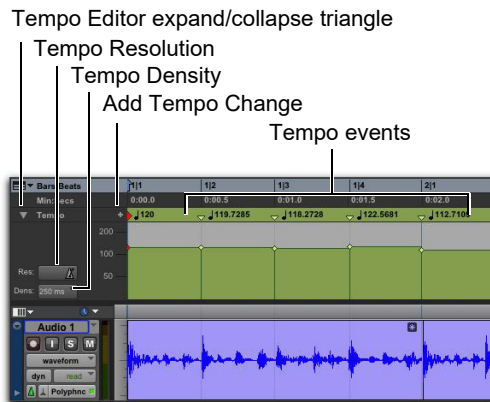 Tempo Editor expand/collapse triangle
Tempo Resolution
Tempo Density
Add Tempo Change
Tempo events
Bars:Beats 1|1 1|2 1|3 1|4 2|1
Min:Secs 0:00.0 0:00.5 0:01.0 0:01.5 0:02.0
Tempo + 120 119.7285 118.2728 122.5681 112.7109
200
100
50
Res:
Dens: 250 ms
Audio 1
I S M
waveform
dyn read
Polyphnc